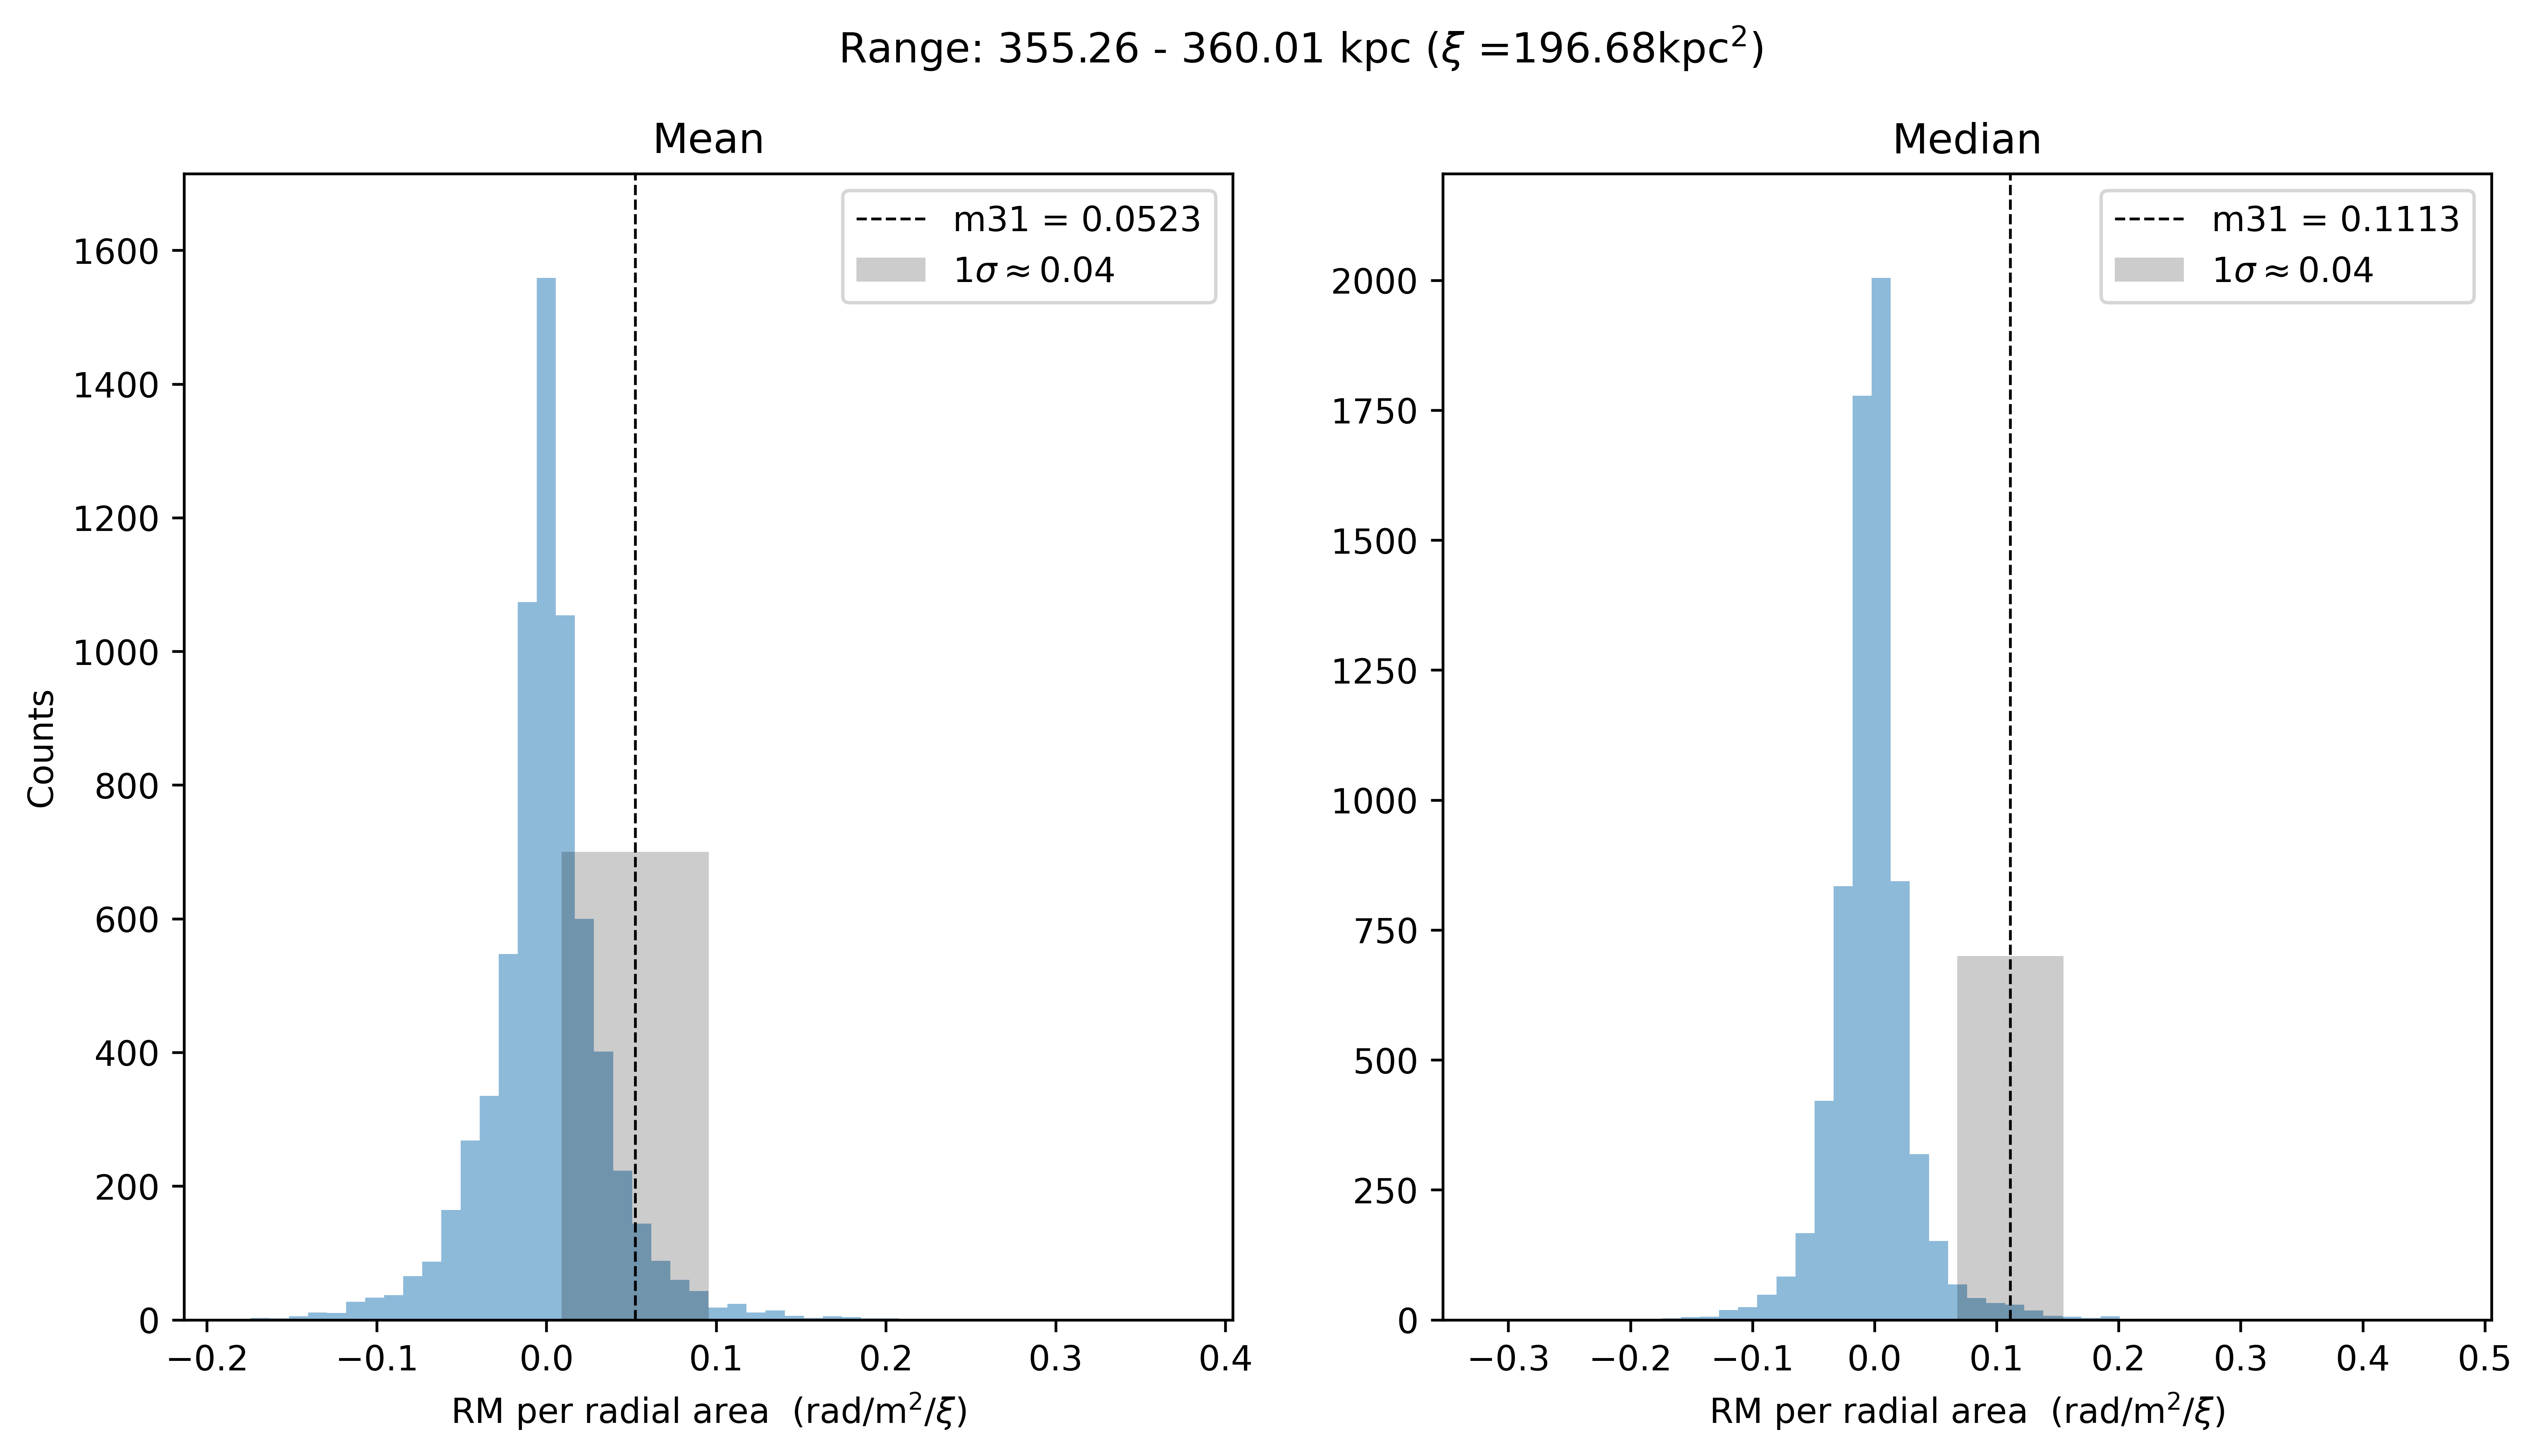 Range: 355.26 - 360.01 kpc (ξ =196.68kpc²)
Mean
m31 = 0.0523
1σ≈0.04
1600
1400
1200
1000
800
600
400
200
0
Counts
−0.2 −0.1 0.0 0.1 0.2 0.3 0.4
RM per radial area (rad/m²/ξ)
Median
m31 = 0.1113
1σ≈0.04
2000
1750
1500
1250
1000
750
500
250
0
−0.3 −0.2 −0.1 0.0 0.1 0.2 0.3 0.4 0.5
RM per radial area (rad/m²/ξ)